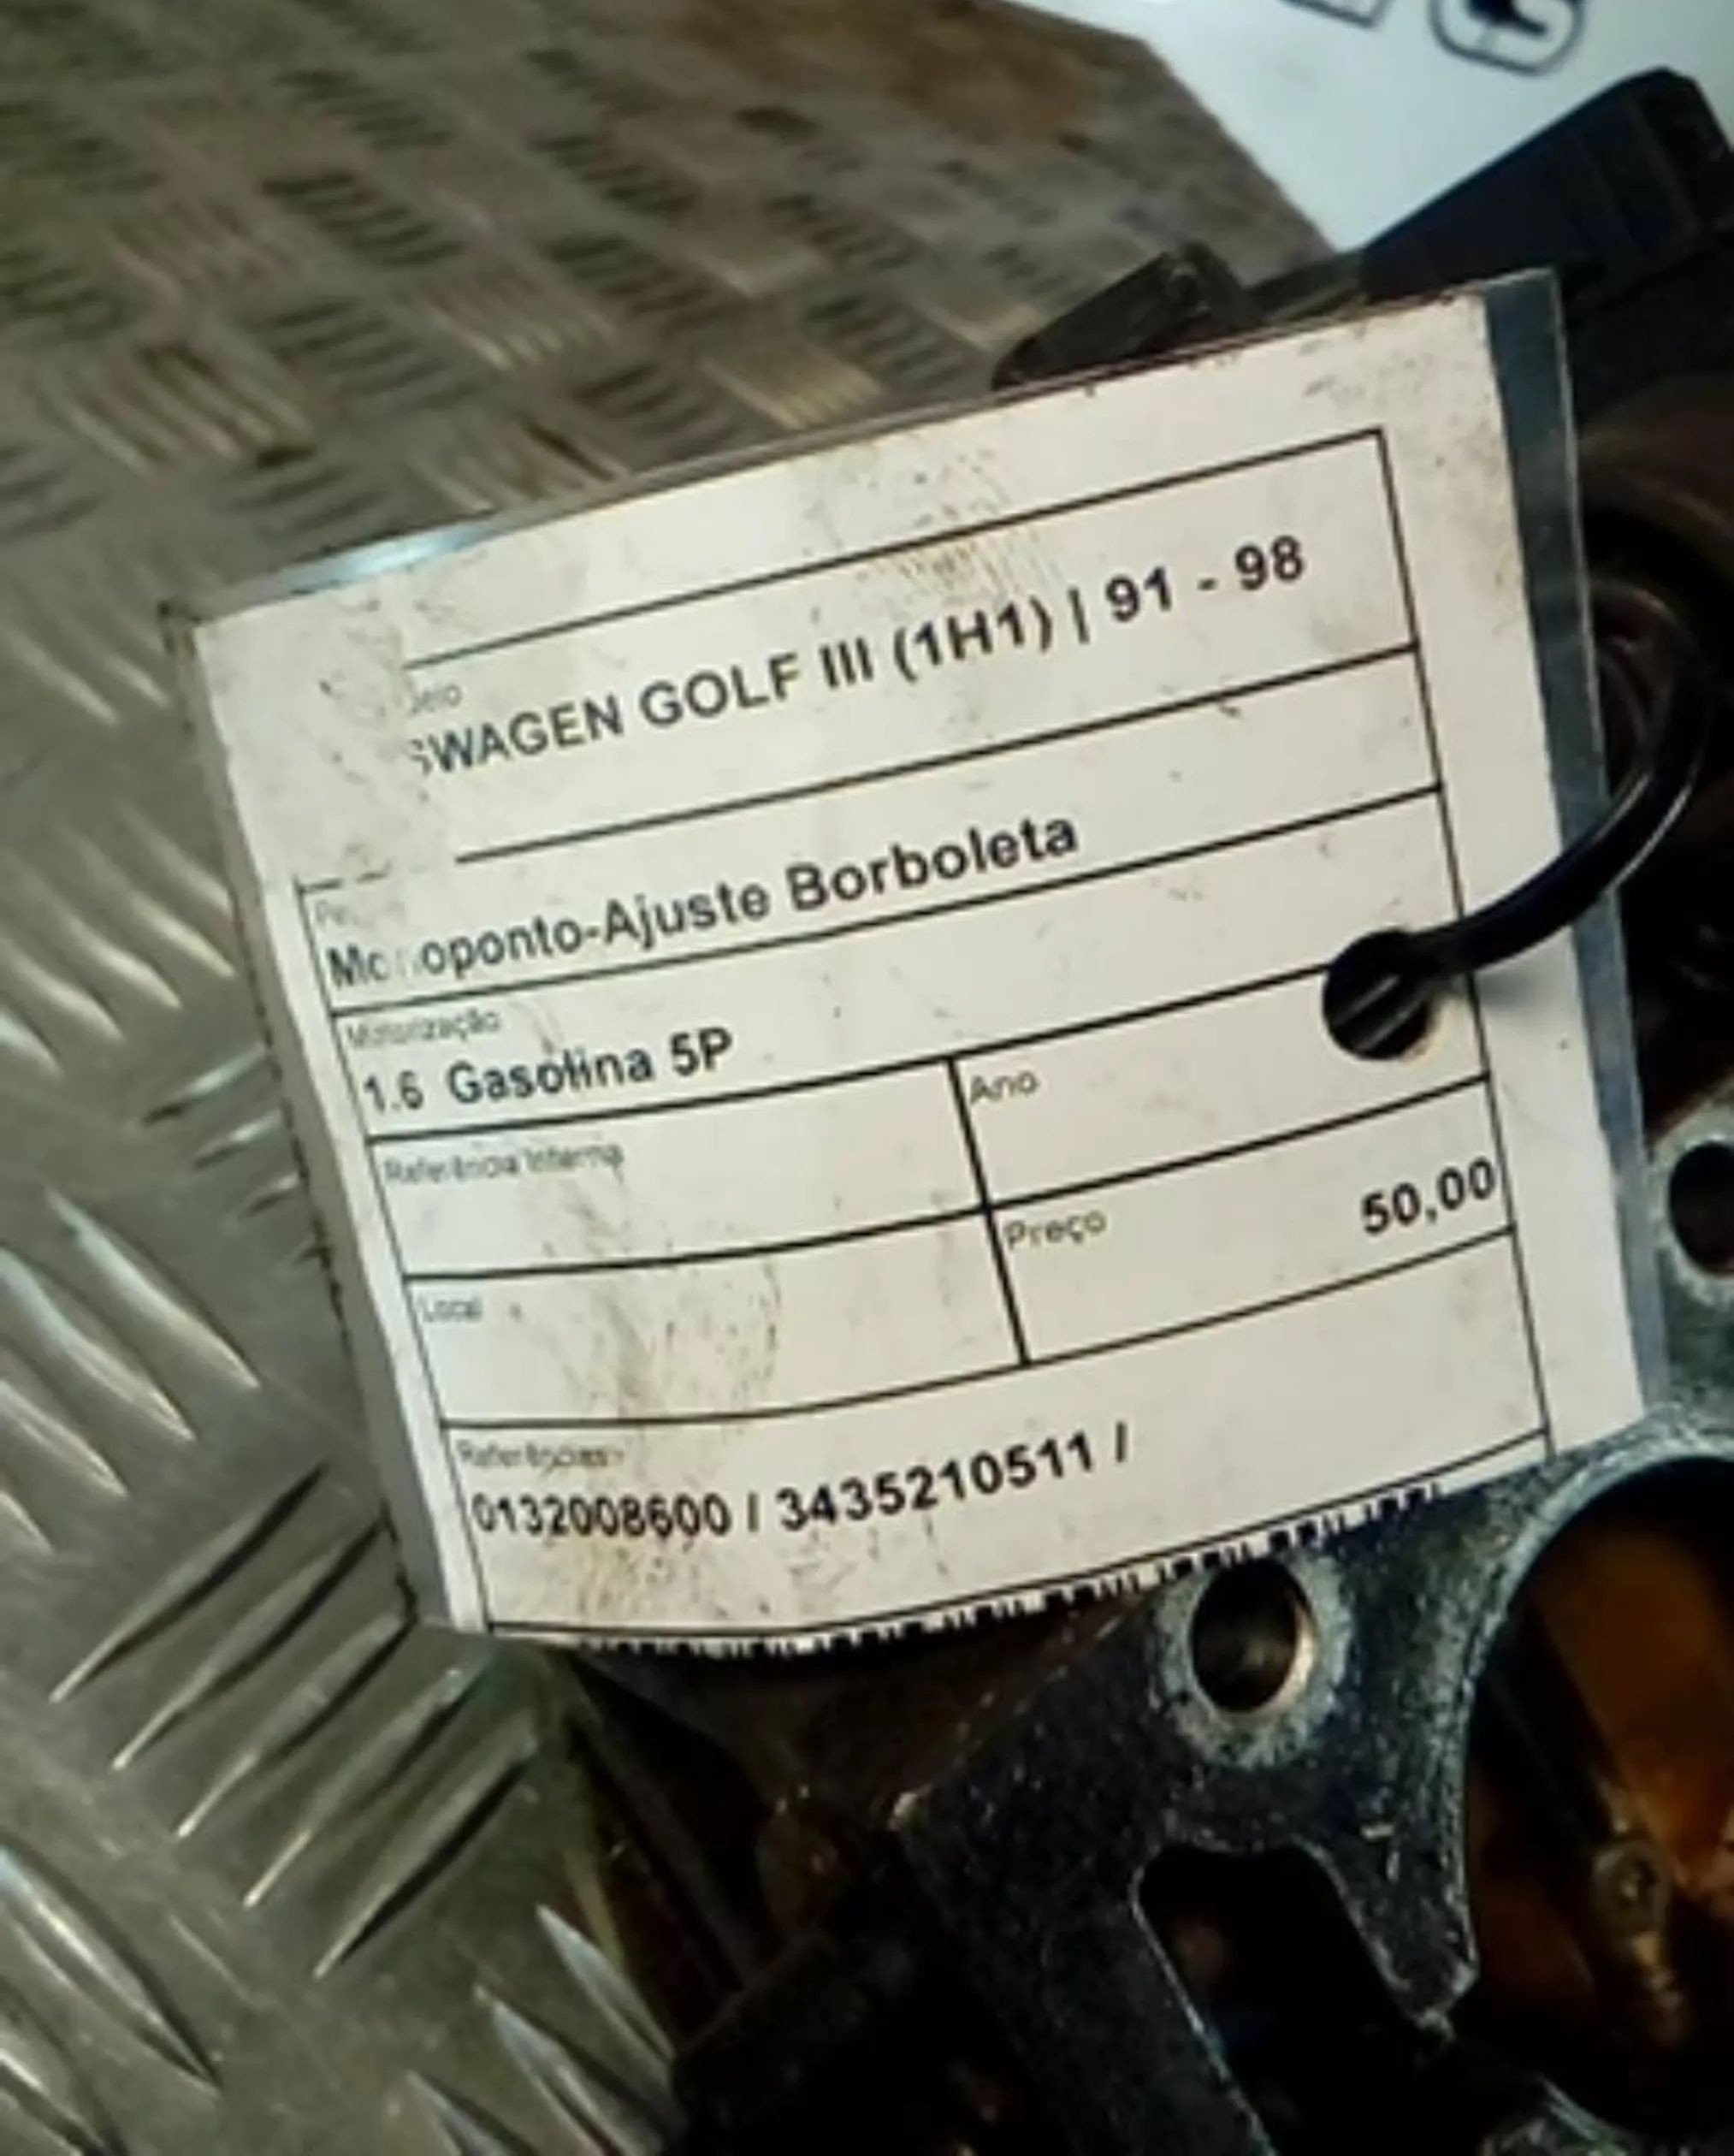 SWAGEN GOLF III (1H1) | 91 - 98
Monoponto-Ajuste Borboleta
Motorização
1.6 Gasolina 5P
Referência Interna
Ano
Local
Preço
50,00
Referências
0132008600 / 3435210511 /